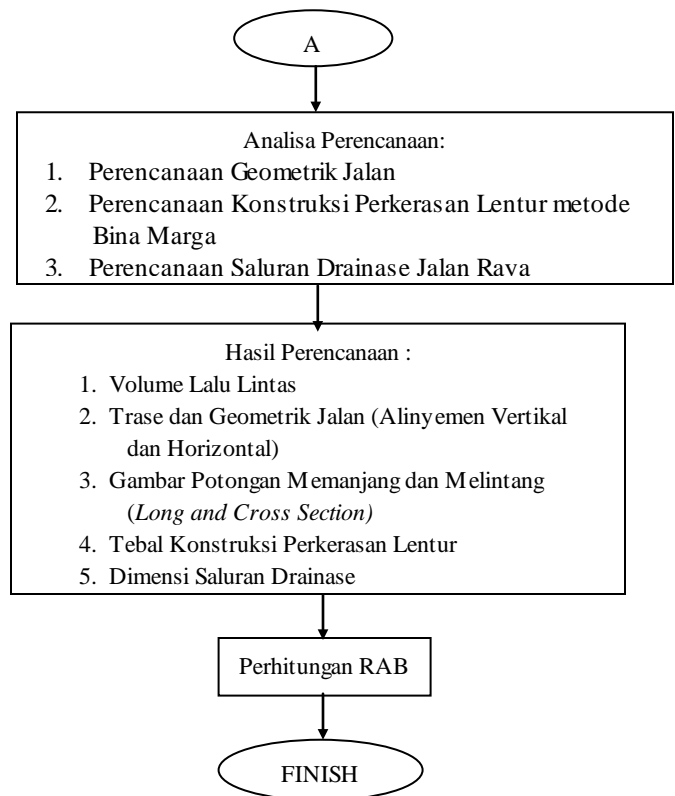 A
Analisa Perencanaan:
1. Perencanaan Geometrik Jalan
2. Perencanaan Konstruksi Perkerasan Lentur metode
Bina Marga
3. Perencanaan Saluran Drainase Jalan Rava
Hasil Perencanaan :
1. Volume Lalu Lintas
2. Trase dan Geometrik Jalan (Alinyemen Vertikal
dan Horizontal)
3. Gambar Potongan Memanjang dan Melintang
(Long and Cross Section)
4. Tebal Konstruksi Perkerasan Lentur
5. Dimensi Saluran Drainase
Perhitungan RAB
FINISH